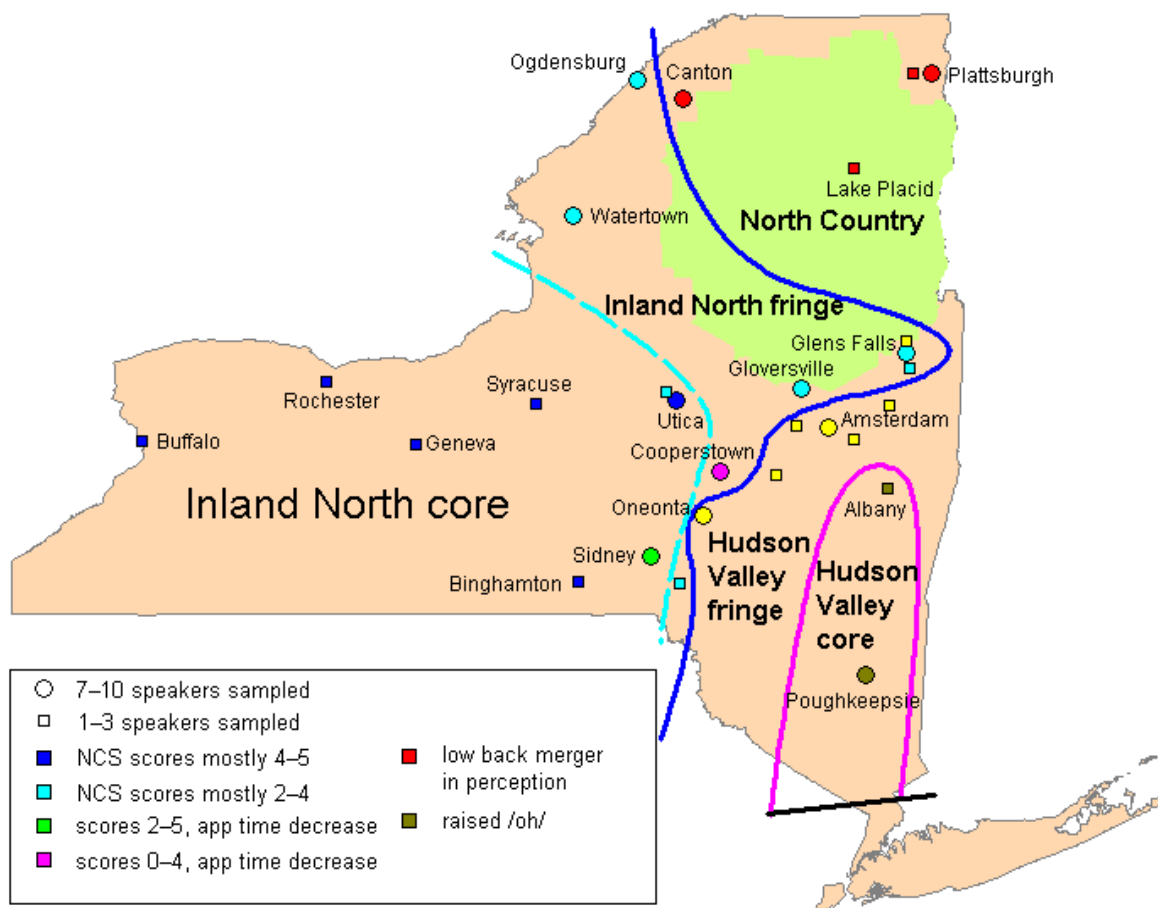 Ogdensburg
Canton
Plattsburgh
Lake Placid
Watertown
North Country
Inland North fringe
Glens Falls
Gloversville
Syracuse
Rochester
Utica
Amsterdam
Buffalo
Geneva
Cooperstown
Inland North core
Oneonta
Albany
Sidney
Hudson
Valley
fringe
Hudson
Valley
core
Binghamton
Poughkeepsie
7–10 speakers sampled
1–3 speakers sampled
NCS scores mostly 4–5
NCS scores mostly 2–4
scores 2–5, app time decrease
scores 0–4, app time decrease
low back merger
in perception
raised /oh/